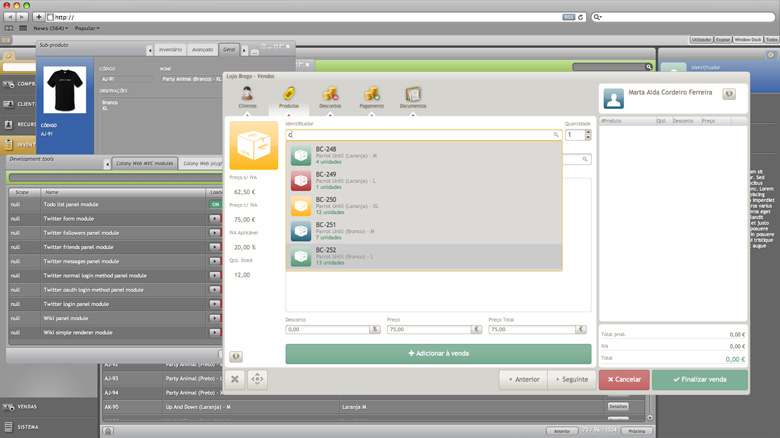 http://
RSS
News (564) Popular
Utilizador Expose Window Dock Todos
Sub-produto
Inventário Avançado Geral
CÓDIGO
AJ-91
NOME
Party Animal (Branco) - XL
OBSERVAÇÕES
Branco
XL
CÓDIGO
AJ-91
COMPR
CLIENT
RECURS
INVENT
VENDAS
SISTEMA
Development tools
Colony Web MVC modules Colony Web plugi
Scope Name Loade
null Todo list panel module ON
null Twitter form module
null Twitter followers panel module
null Twitter friends panel module
null Twitter messages panel module
null Twitter normal login method panel module
null Twitter oauth login method panel module
null Twitter login panel module
null Wiki panel module
null Wiki simple renderer module
AJ-92 Party Animal (Preto) - L
AJ-93 Party Animal (Preto) - L
AJ-94 Party Animal (Preto) - XL
AK-95 Up And Down (Laranja) - M Laranja M Detalhes
Anterior Próxima
Identificador
Loja Braga - Vendas
Clientes Produtos Descontos Pagamento Documentos
Identificador Quantidade
c 1
BC-248
Parrot Until (Laranja) - M
4 unidades
BC-249
Parrot Until (Laranja) - L
1 unidades
BC-250
Parrot Until (Laranja) - XL
12 unidades
BC-251
Parrot Until (Branco) - M
7 unidades
BC-252
Parrot Until (Branco) - L
13 unidades
Preço s/ IVA
62,50 €
Preço c/ IVA
75,00 €
IVA Aplicável
20,00 %
Qtd. Stock
12,00
Desconto Preço Preço Total
0,00 % 75,00 € 75,00 €
Adicionar à venda
Anterior Seguinte Cancelar Finalizar venda
Marta Alda Cordeiro Ferreira
#Produto Qtd. Desconto Preço
Total prod. 0,00 €
IVA 0,00 €
Total 0,00 €